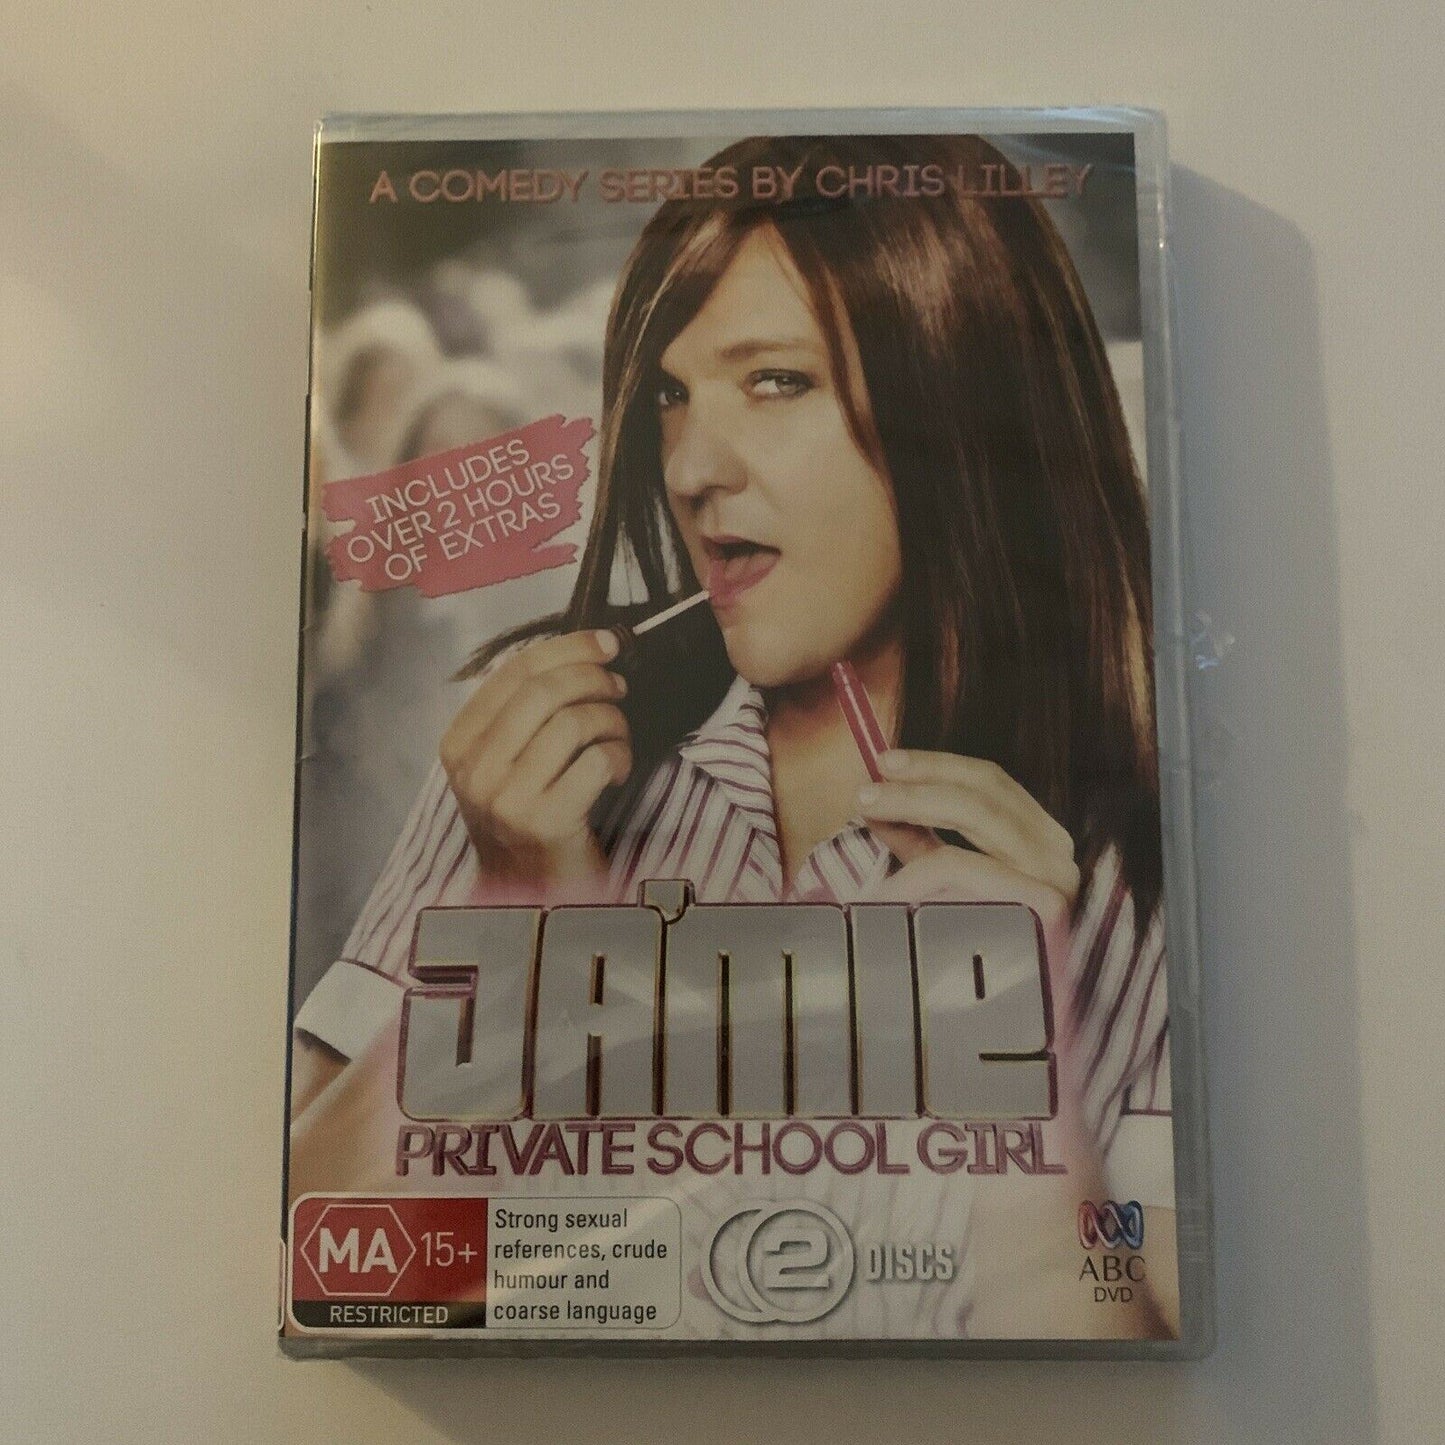 A COMEDY SERIES BY CHRIS LILLEY
INCLUDES
OVER 2 HOURS
OF EXTRAS
JA'MIE
PRIVATE SCHOOL GIRL
MA 15+
RESTRICTED
Strong sexual
references, crude
humour and
coarse language
2 DISCS
ABC
DVD